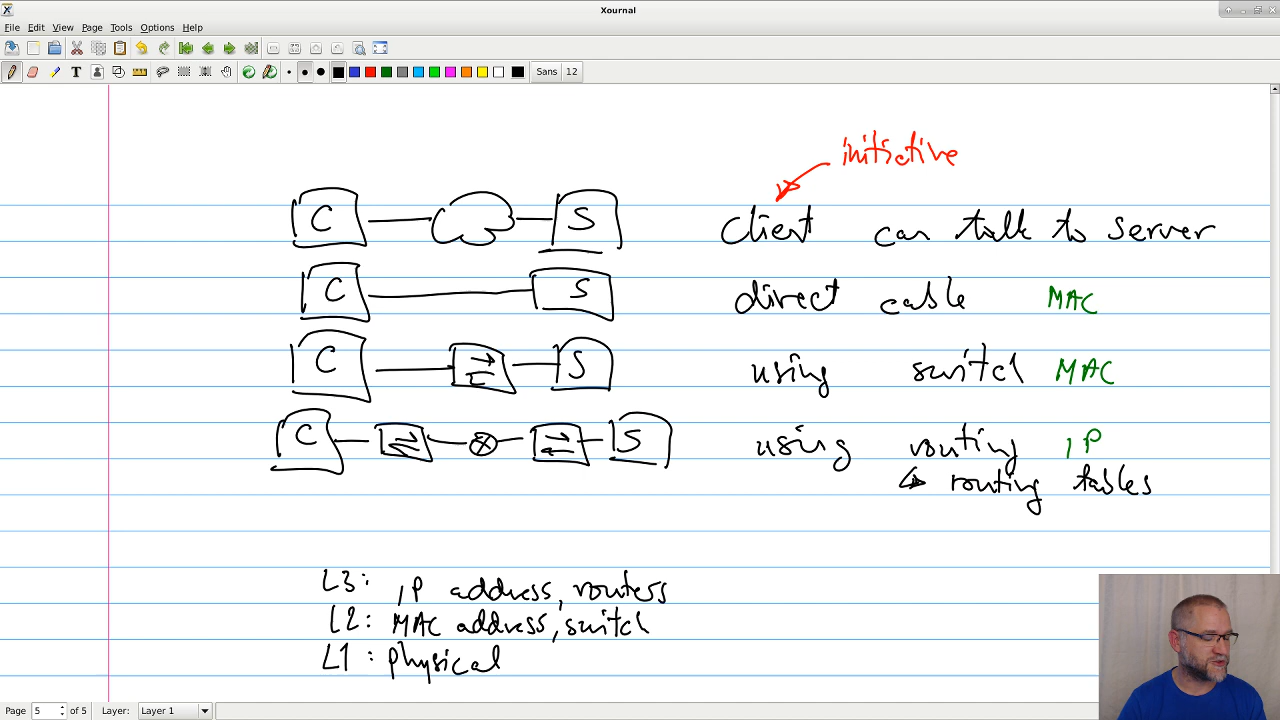 Xournal
File Edit View Page Tools Options Help
Sans 12
initiative
C S client can talk to server
C S direct cable MAC
C S using switch MAC
C S using routing IP
routing tables
L3: IP address, routers
L2: MAC address, switch
L1: physical
Page 5 of 5 Layer: Layer 1